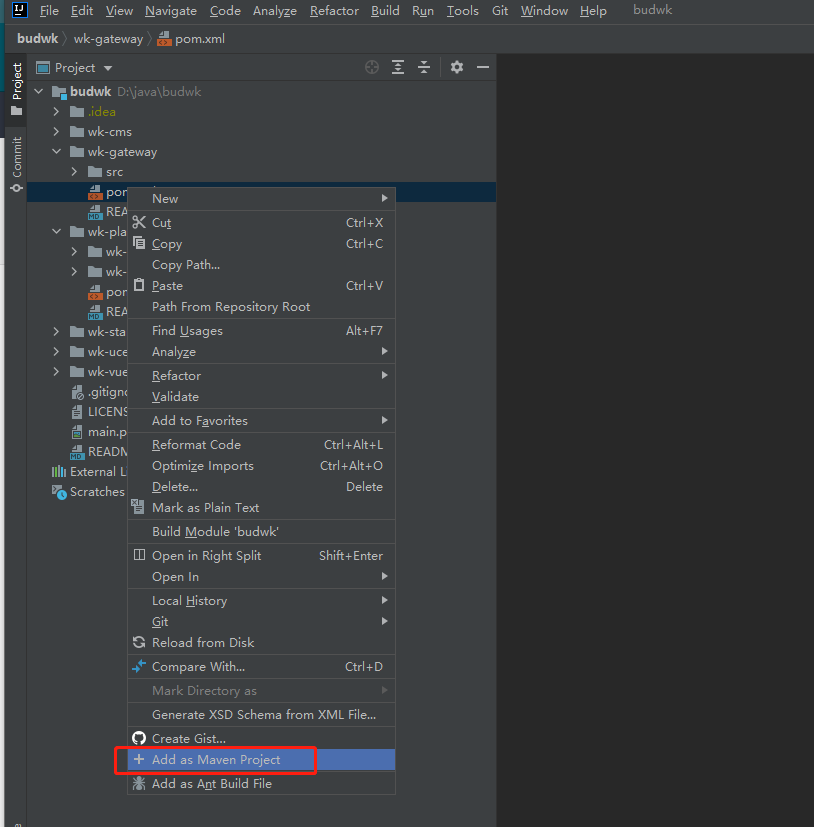 IJ File Edit View Navigate Code Analyze Refactor Build Run Tools Git Window Help budwk
budwk wk-gateway pom.xml
Project
Commit
Project
budwk D:\java\budwk
.idea
wk-cms
wk-gateway
src
pom
REA
wk-pla
wk-
wk-
pom
REA
wk-sta
wk-uce
wk-vue
.gitigno
LICENS
main.p
READM
External Li
Scratches
New
Cut Ctrl+X
Copy Ctrl+C
Copy Path...
Paste Ctrl+V
Path From Repository Root
Find Usages Alt+F7
Analyze
Refactor
Validate
Add to Favorites
Reformat Code Ctrl+Alt+L
Optimize Imports Ctrl+Alt+O
Delete... Delete
Mark as Plain Text
Build Module 'budwk'
Open in Right Split Shift+Enter
Open In
Local History
Git
Reload from Disk
Compare With... Ctrl+D
Mark Directory as
Generate XSD Schema from XML File...
Create Gist...
Add as Maven Project
Add as Ant Build File